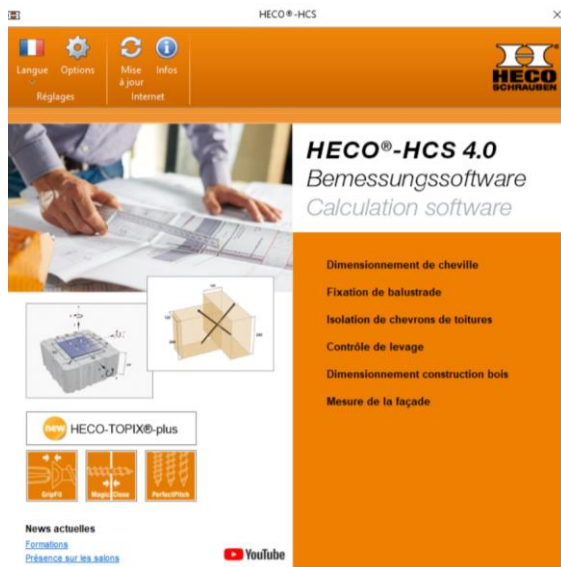 HECO®-HCS
Langue
Options
Mise
à jour
Infos
Réglages
Internet
HECO
SCHRAUBEN
HECO®-HCS 4.0
Bemessungssoftware
Calculation software
Dimensionnement de cheville
Fixation de balustrade
Isolation de chevrons de toitures
Contrôle de levage
Dimensionnement construction bois
Mesure de la façade
new HECO-TOPIX®-plus
GripFit
MagicClose
PerfectPitch
News actuelles
Formations
Présence sur les salons
YouTube